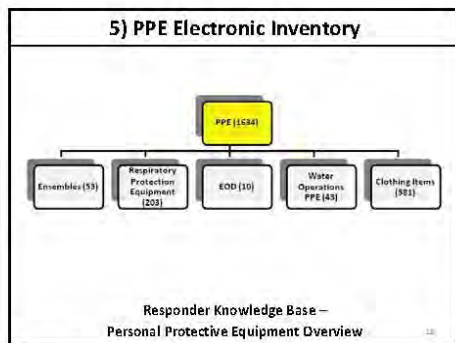 5) PPE Electronic Inventory
PPE (1634)
Ensembles (53)
Respiratory
Protection
Equipment
(203)
EOD (10)
Water
Operations
PPE (43)
Clothing Items
(581)
Responder Knowledge Base –
Personal Protective Equipment Overview